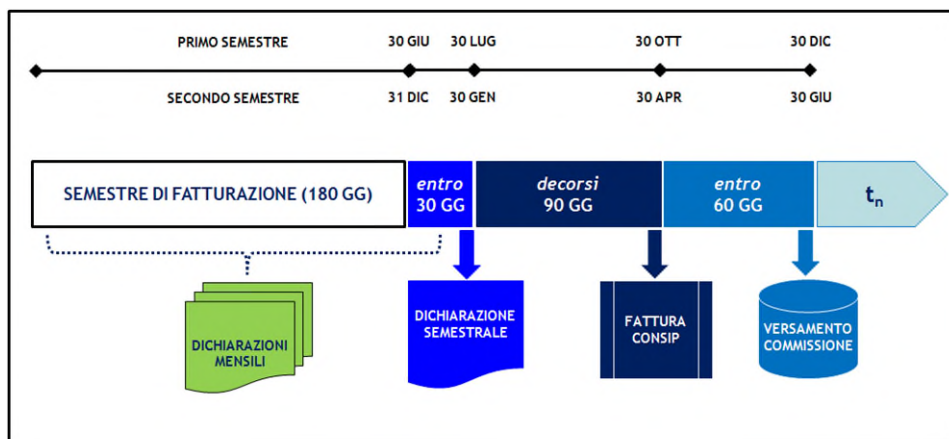 PRIMO SEMESTRE 30 GIU 30 LUG 30 OTT 30 DIC
SECONDO SEMESTRE 31 DIC 30 GEN 30 APR 30 GIU
SEMESTRE DI FATTURAZIONE (180 GG)
entro
30 GG
decorsi
90 GG
entro
60 GG
tn
DICHIARAZIONI
MENSILI
DICHIARAZIONE
SEMESTRALE
FATTURA
CONSIP
VERSAMENTO
COMMISSIONE